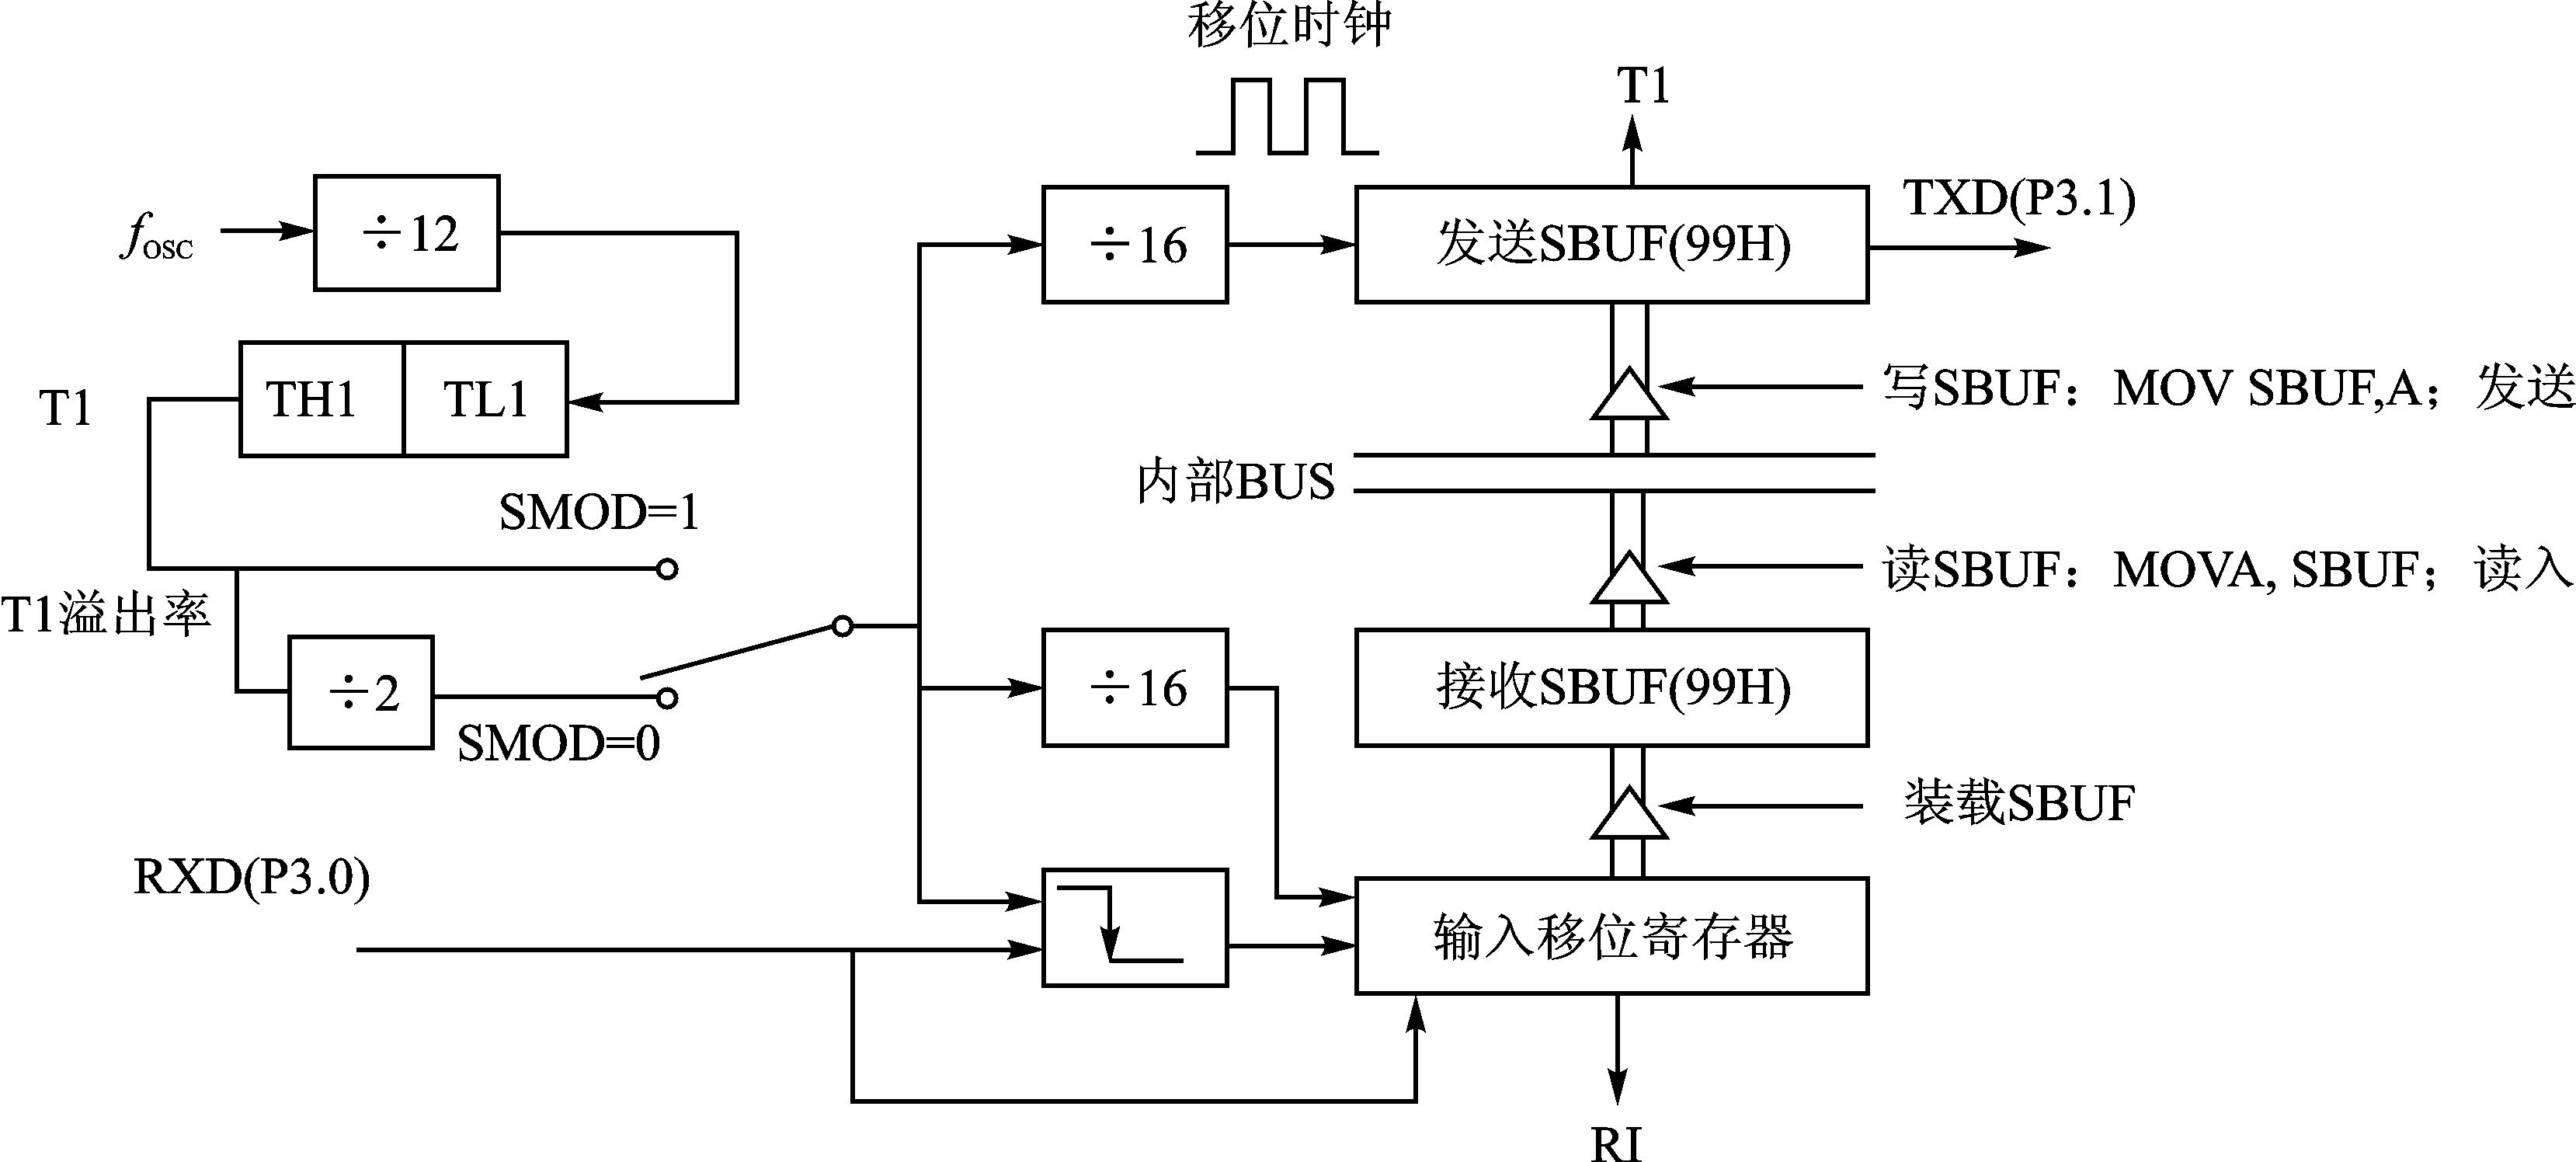 移位时钟
T1
fosc ÷12
÷16
发送SBUF(99H)
TXD(P3.1)
T1
TH1 TL1
写SBUF：MOV SBUF,A；发送
内部BUS
SMOD=1
读SBUF：MOVA, SBUF；读入
T1溢出率
÷2
SMOD=0
÷16
接收SBUF(99H)
装载SBUF
RXD(P3.0)
输入移位寄存器
RI